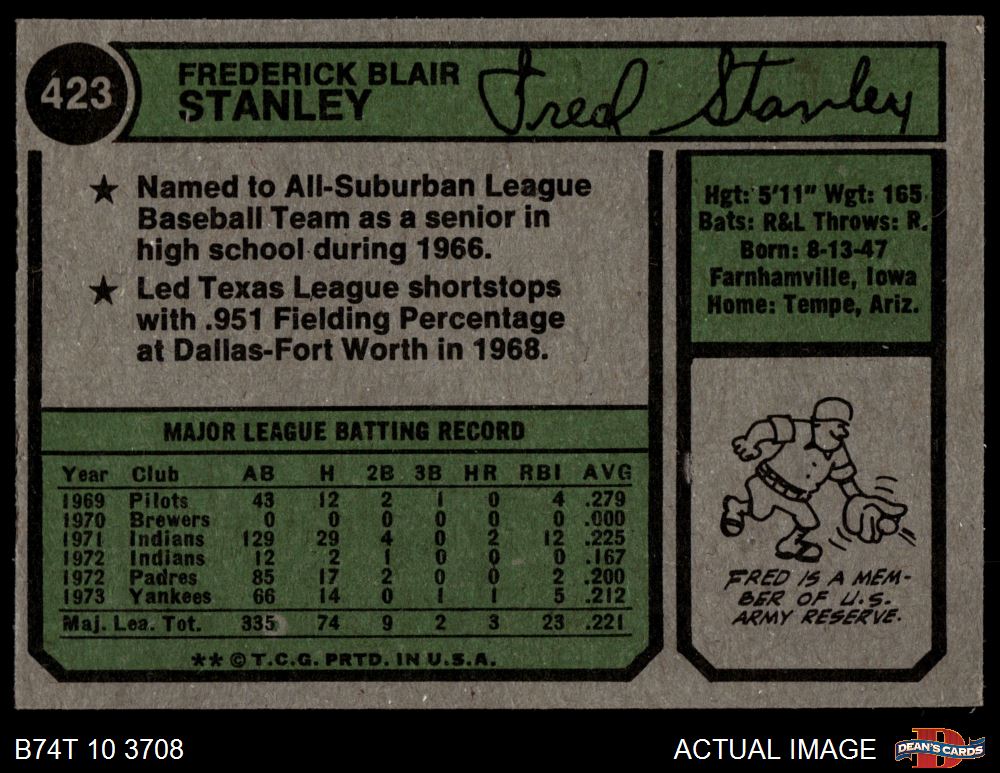 423
FREDERICK BLAIR
STANLEY
Fred Stanley
★ Named to All-Suburban League
Baseball Team as a senior in
high school during 1966.
★ Led Texas League shortstops
with .951 Fielding Percentage
at Dallas-Fort Worth in 1968.
Hgt: 5'11" Wgt: 165
Bats: R&L Throws: R.
Born: 8-13-47
Farnhamville, Iowa
Home: Tempe, Ariz.
MAJOR LEAGUE BATTING RECORD
Year Club AB H 2B 3B HR RBI AVG
1969 Pilots 43 12 2 1 0 4 .279
1970 Brewers 0 0 0 0 0 0 .000
1971 Indians 129 29 4 0 2 12 .225
1972 Indians 12 2 1 0 0 0 .167
1972 Padres 85 17 2 0 0 2 .200
1973 Yankees 66 14 0 1 1 5 .212
Maj. Lea. Tot. 335 74 9 2 3 23 .221
** © T.C.G. PRTD. IN U.S.A.
FRED IS A MEM-
BER OF U.S.
ARMY RESERVE.
B74T 10 3708
ACTUAL IMAGE
DEAN'S CARDS